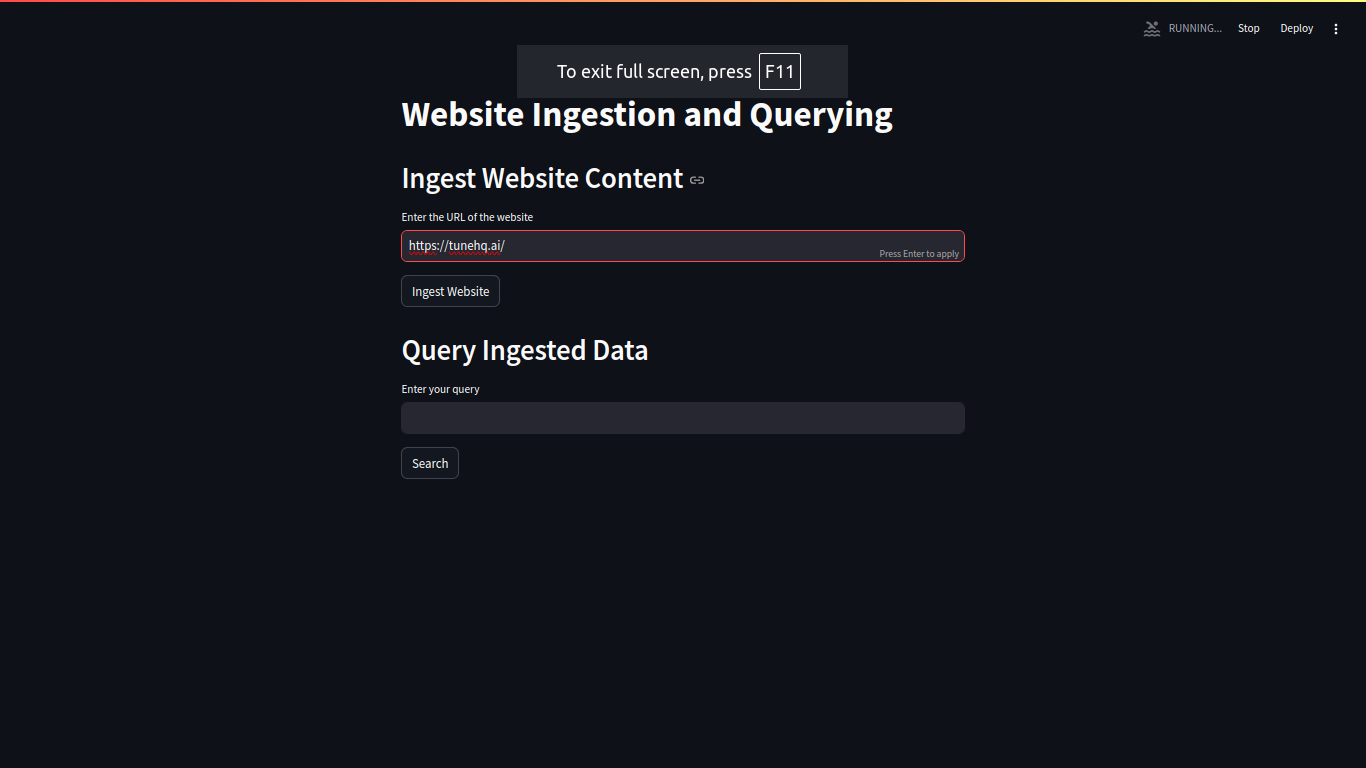 RUNNING...
Stop
Deploy
To exit full screen, press F11
Website Ingestion and Querying
Ingest Website Content
Enter the URL of the website
https://tunehq.ai/
Press Enter to apply
Ingest Website
Query Ingested Data
Enter your query
Search